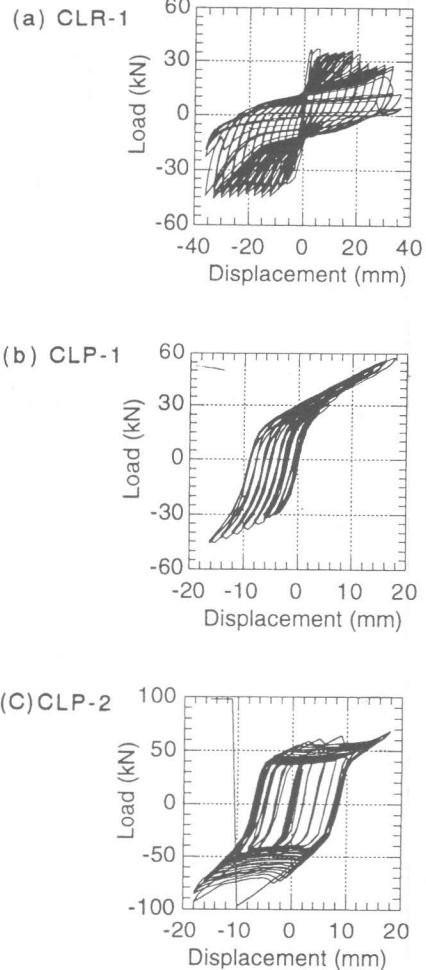 (a) CLR-1
Load (kN)
60
30
0
-30
-60
-40 -20 0 20 40
Displacement (mm)
(b) CLP-1
Load (kN)
60
30
0
-30
-60
-20 -10 0 10 20
Displacement (mm)
(C)CLP-2
Load (kN)
100
50
0
-50
-100
-20 -10 0 10 20
Displacement (mm)